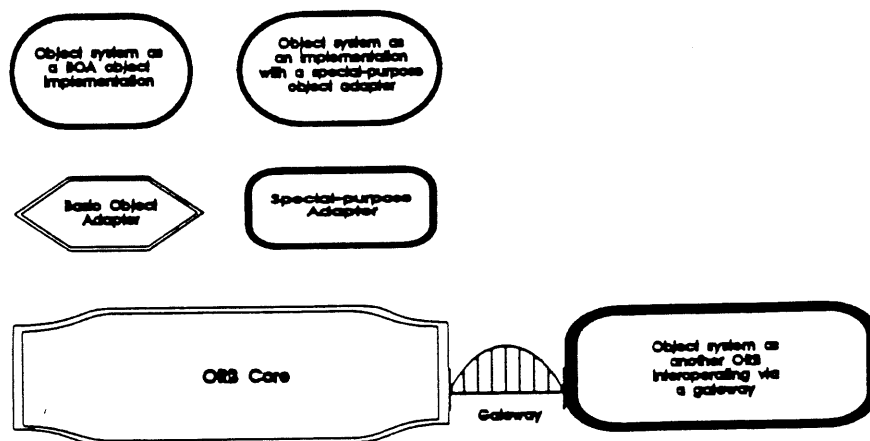 Object system as
a BOA object
implementation
Object system as
an implementation
with a special-purpose
object adapter
Basic Object
Adapter
Special-purpose
Adapter
ORB Core
Gateway
Object system as
another ORB
interoperating via
a gateway